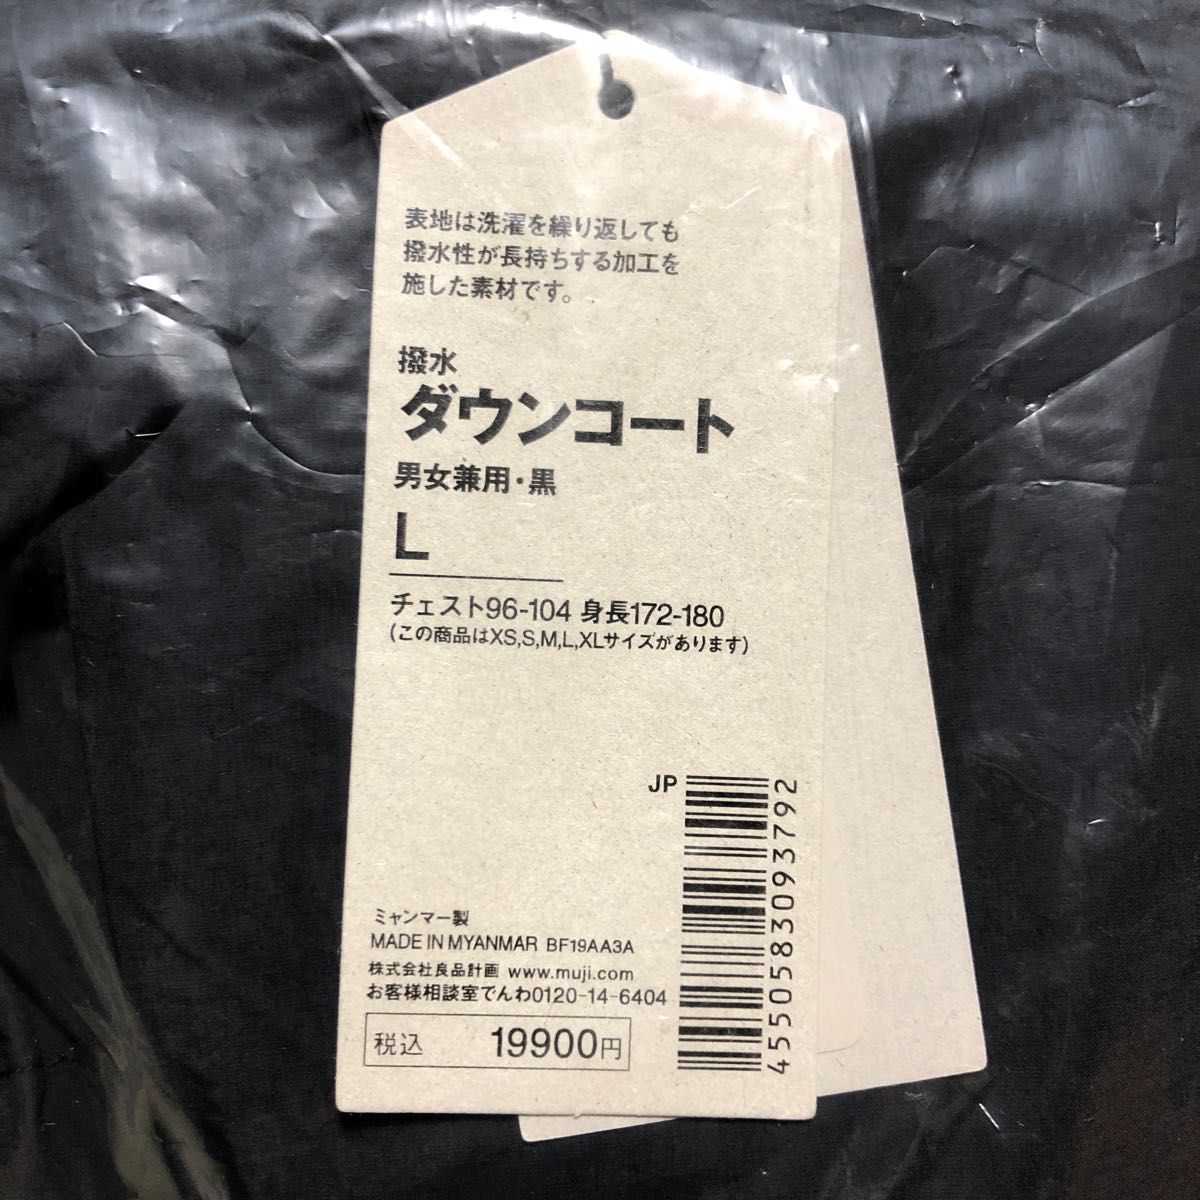 表地は洗濯を繰り返しても
撥水性が長持ちする加工を
施した素材です。
撥水
ダウンコート
男女兼用・黒
L
チェスト96-104 身長172-180
(この商品はXS,S,M,L,XLサイズがあります)
JP
4550583093792
ミャンマー製
MADE IN MYANMAR BF19AA3A
株式会社良品計画 www.muji.com
お客様相談室でんわ0120-14-6404
税込 19900円